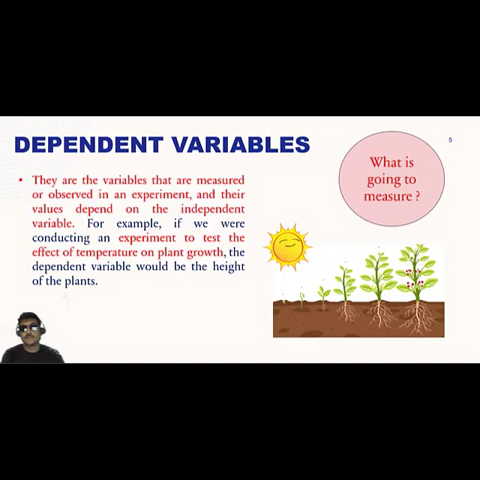 DEPENDENT VARIABLES
5
What is
going to
measure ?
• They are the variables that are measured
or observed in an experiment, and their
values depend on the independent
variable. For example, if we were
conducting an experiment to test the
effect of temperature on plant growth, the
dependent variable would be the height
of the plants.